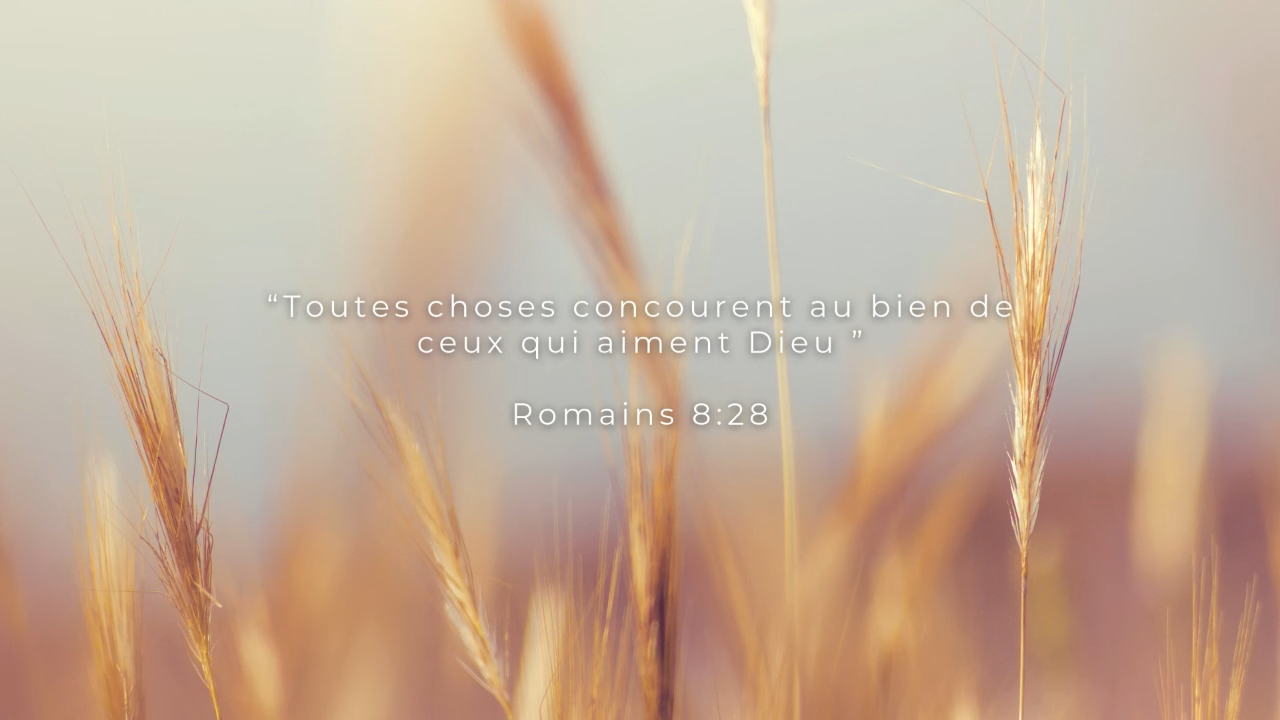 “Toutes choses concourent au bien de
ceux qui aiment Dieu ”
Romains 8:28